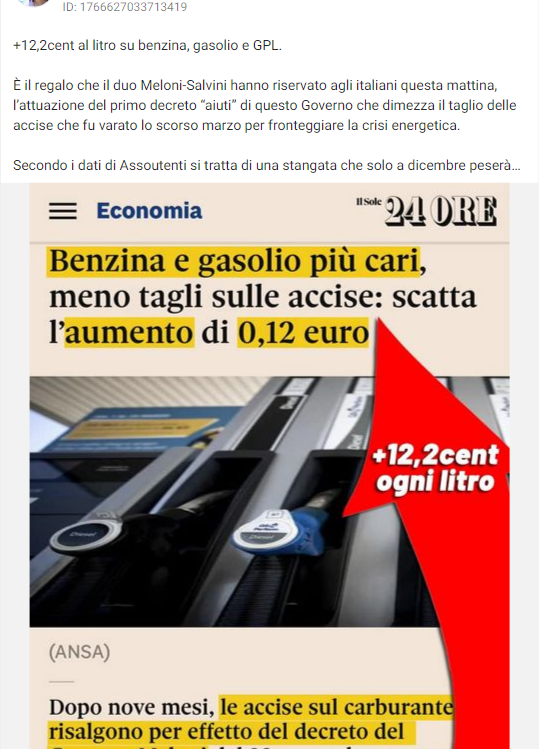 ID: 1766627033713419
+12,2cent al litro su benzina, gasolio e GPL.
È il regalo che il duo Meloni-Salvini hanno riservato agli italiani questa mattina,
l'attuazione del primo decreto “aiuti” di questo Governo che dimezza il taglio delle
accise che fu varato lo scorso marzo per fronteggiare la crisi energetica.
Secondo i dati di Assoutenti si tratta di una stangata che solo a dicembre peserà...
Economia
Il Sole 24 ORE
Benzina e gasolio più cari,
meno tagli sulle accise: scatta
l'aumento di 0,12 euro
+12,2cent
ogni litro
Diesel
Diesel
(ANSA)
Dopo nove mesi, le accise sul carburante
risalgono per effetto del decreto del